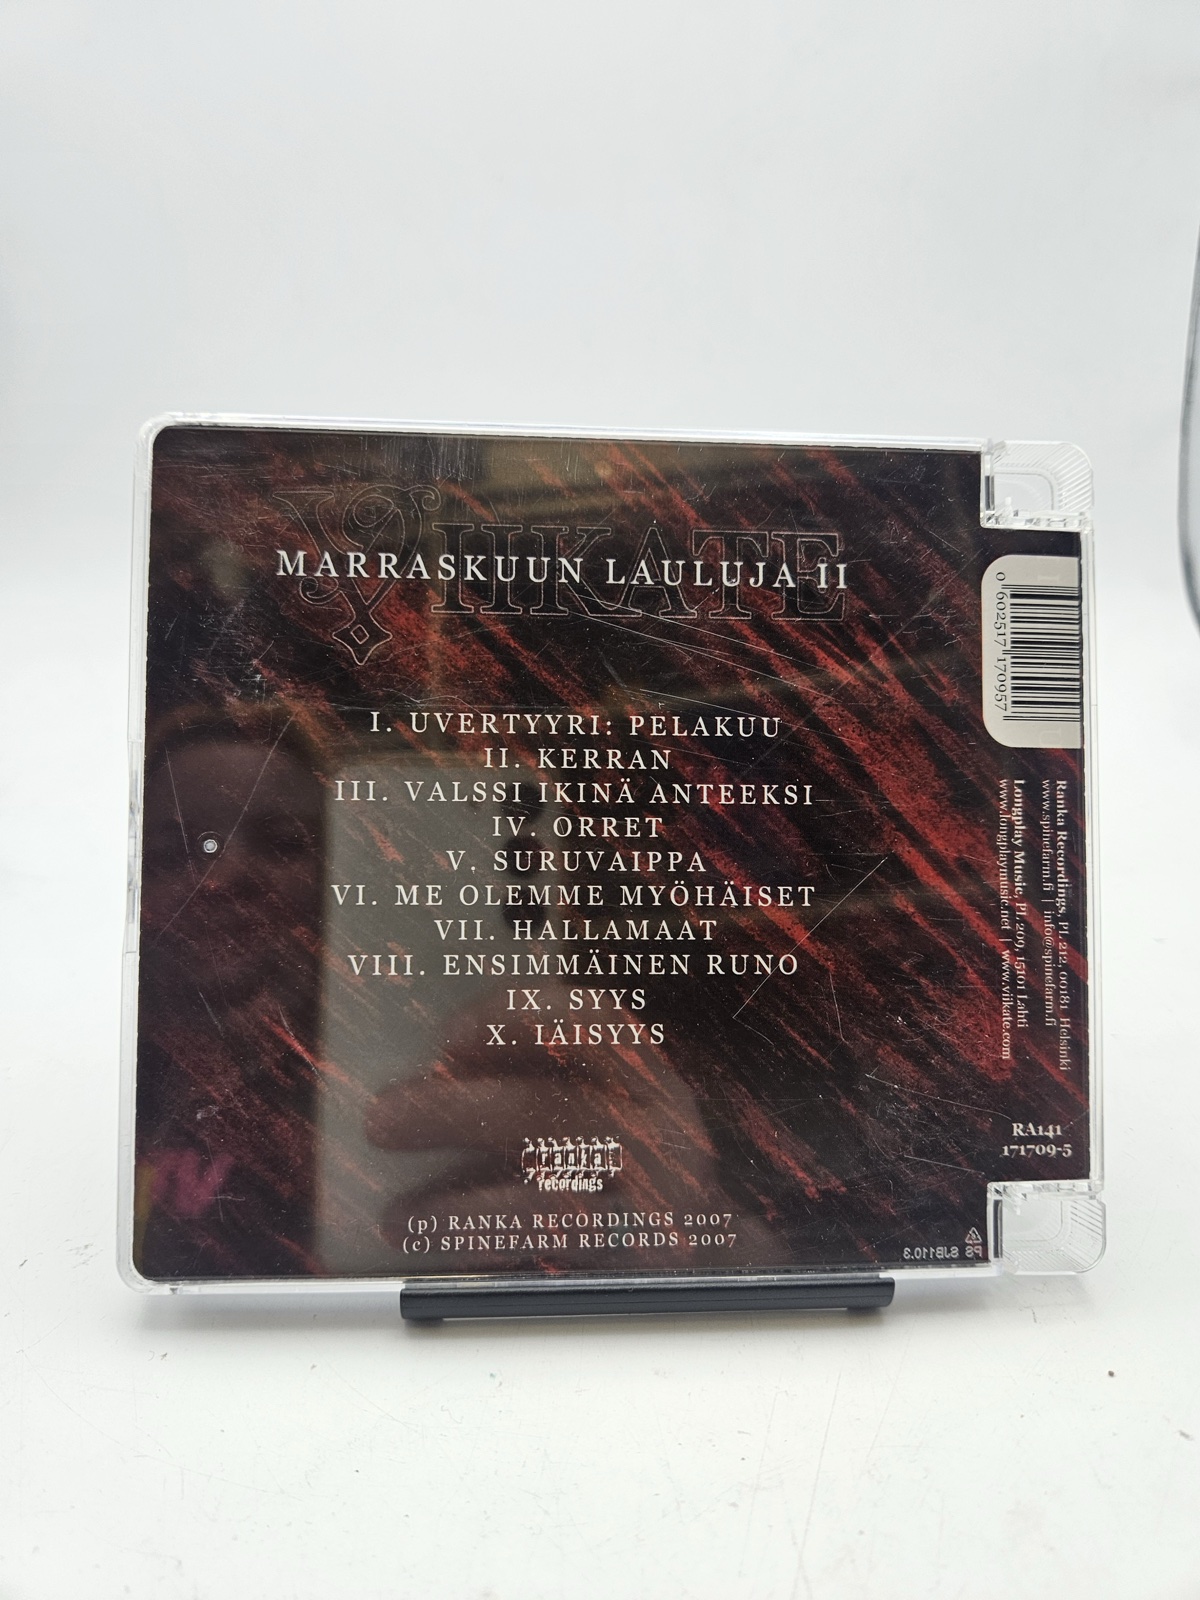 VIIKATE
MARRASKUUN LAULUJA II
I. UVERTYYRI: PELAKUU
II. KERRAN
III. VALSSI IKINÄ ANTEEKSI
IV. ORRET
V. SURUVAIPPA
VI. ME OLEMME MYÖHÄISET
VII. HALLAMAAT
VIII. ENSIMMÄINEN RUNO
IX. SYYS
X. IÄISYYS
ranka
recordings
(p) RANKA RECORDINGS 2007
(c) SPINEFARM RECORDS 2007
0 602517 170957
Ranka Recordings, PL 212, 00181 Helsinki
www.spinefarm.fi | info@spinefarm.fi
Longplay Music, PL 209, 15101 Lahti
www.longplaymusic.net | www.viikate.com
RA141
171709-5
PS SJB110.3